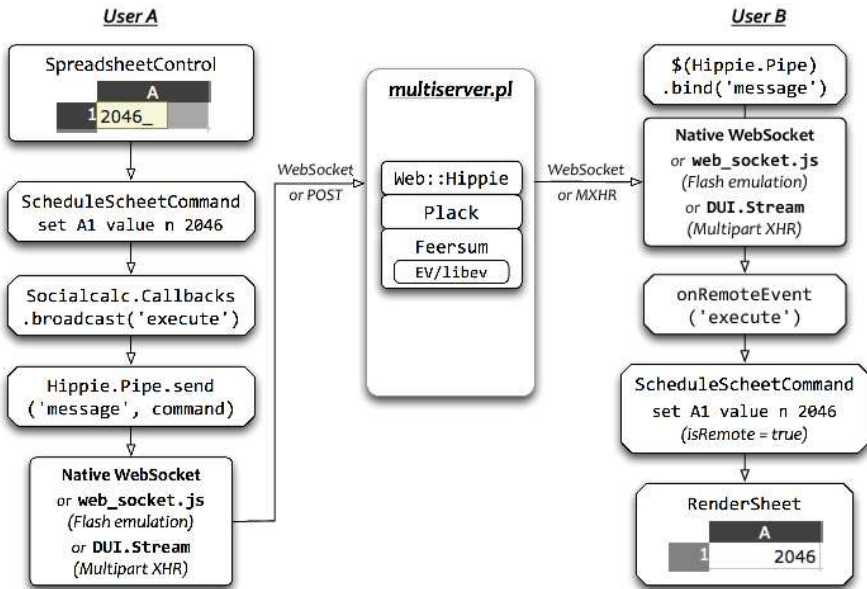 User A
SpreadsheetControl
A
1 2046_
ScheduleScheetCommand
set A1 value n 2046
Socialcalc.Callbacks
.broadcast('execute')
Hippie.Pipe.send
('message', command)
Native WebSocket
or web_socket.js
(Flash emulation)
or DUI.Stream
(Multipart XHR)
WebSocket
or POST
multiserver.pl
Web::Hippie
Plack
Feersum
EV/libev
WebSocket
or MXHR
User B
$(Hippie.Pipe)
.bind('message')
Native WebSocket
or web_socket.js
(Flash emulation)
or DUI.Stream
(Multipart XHR)
onRemoteEvent
('execute')
ScheduleScheetCommand
set A1 value n 2046
(isRemote = true)
RenderSheet
A
1 2046